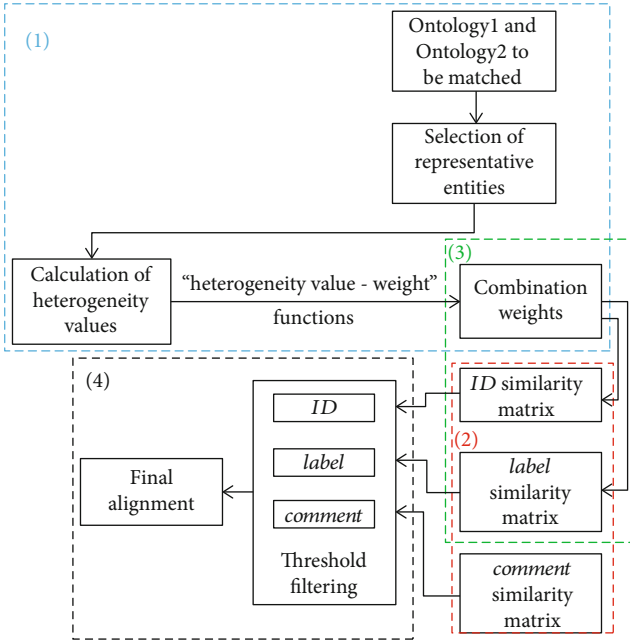 (1)
Ontology1 and
Ontology2 to
be matched
Selection of
representative
entities
Calculation of
heterogeneity
values
“heterogeneity value - weight”
functions
(3)
Combination
weights
(4)
ID
label
comment
Threshold
filtering
Final
alignment
ID similarity
matrix
(2)
label
similarity
matrix
comment
similarity
matrix